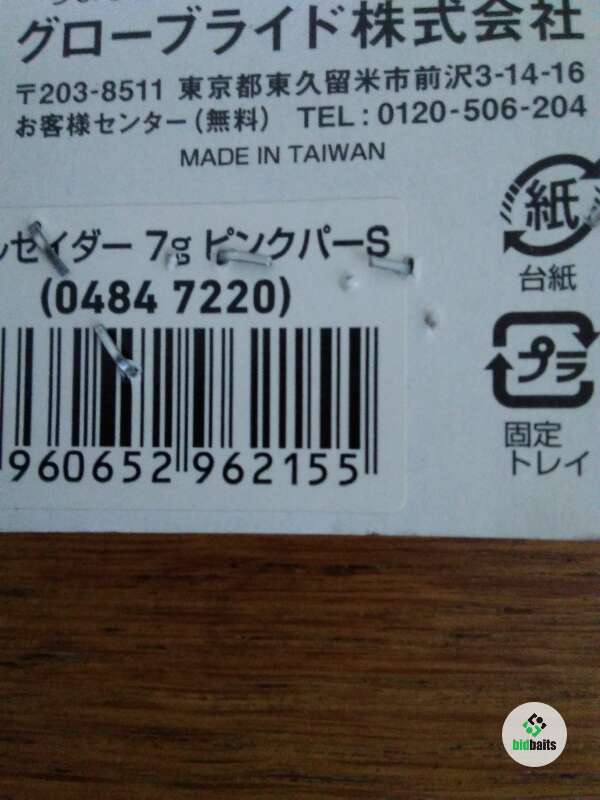 グローブライド株式会社
〒203-8511 東京都東久留米市前沢3-14-16
お客様センター(無料) TEL:0120-506-204
MADE IN TAIWAN
紙
台紙
セイダー 7g ピンクパーS
(0484 7220)
960652 962155
プラ
固定
トレイ
bidbaits